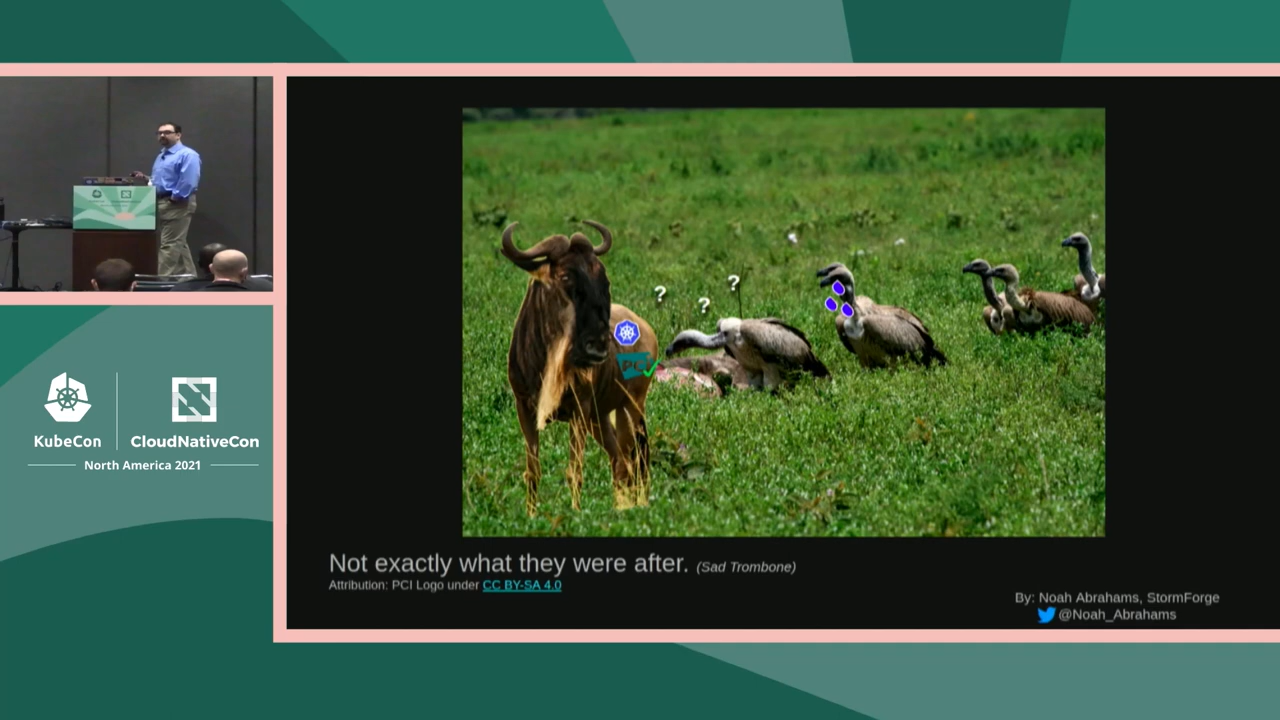 ?
?
?
PCI
Not exactly what they were after. (Sad Trombone)
Attribution: PCI Logo under CC BY-SA 4.0
By: Noah Abrahams, StormForge
@Noah_Abrahams
KubeCon
CloudNativeCon
North America 2021